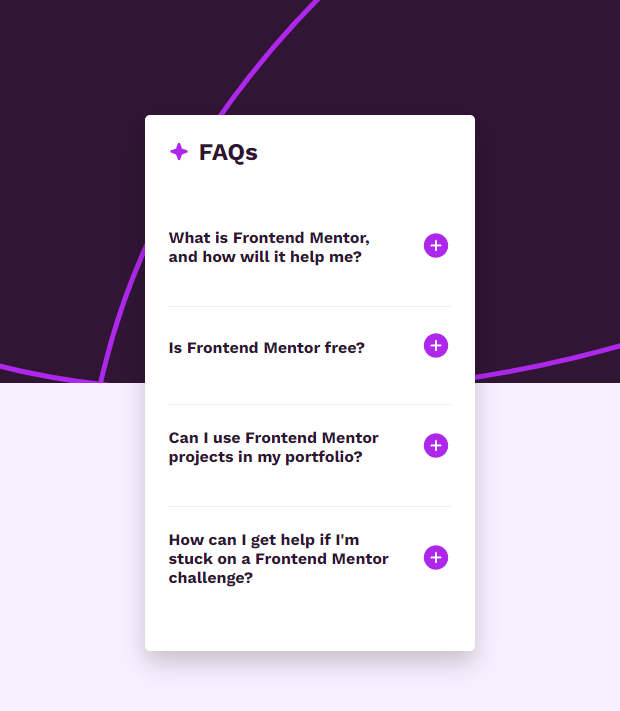 FAQs
What is Frontend Mentor,
and how will it help me?
Is Frontend Mentor free?
Can I use Frontend Mentor
projects in my portfolio?
How can I get help if I'm
stuck on a Frontend Mentor
challenge?